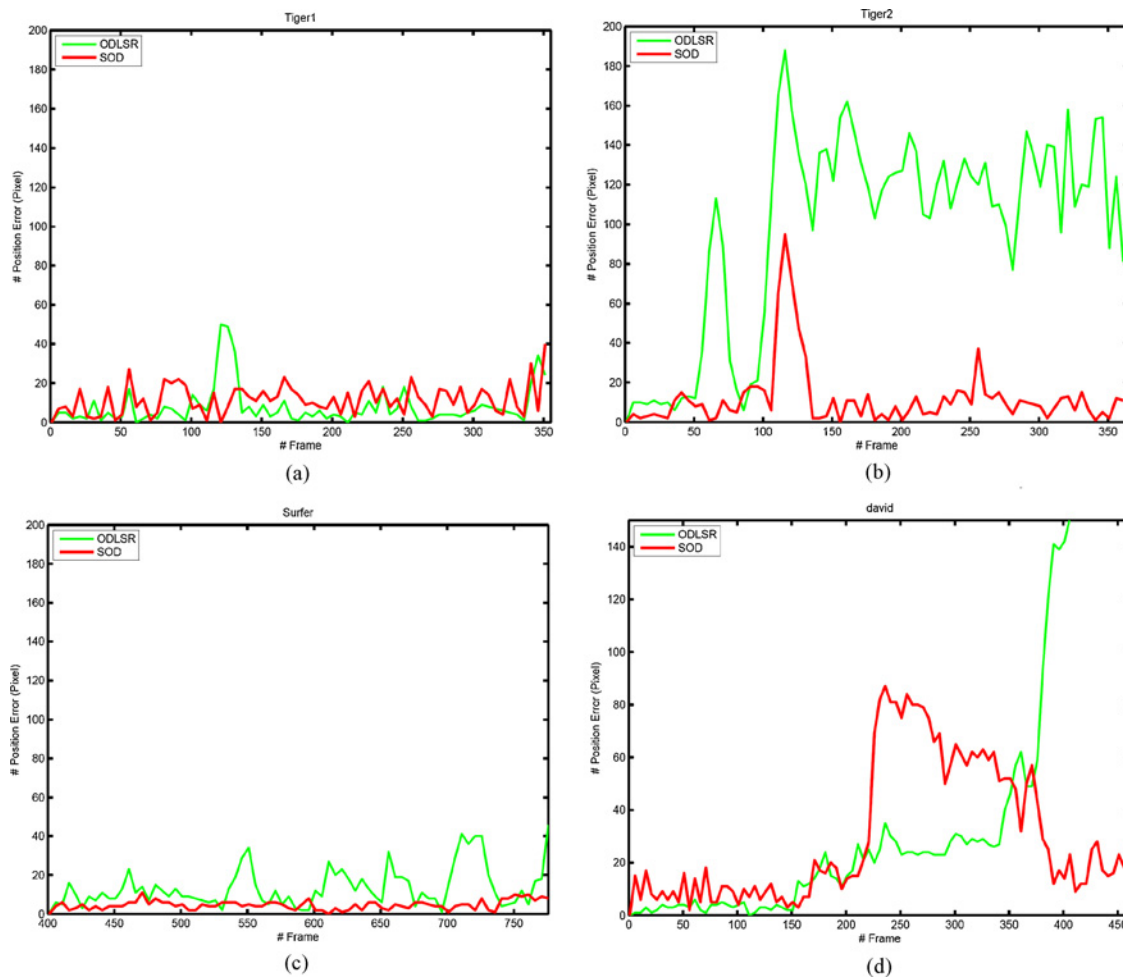 Tiger1
200
180
160
140
120
100
80
60
40
20
0
# Position Error (Pixel)
ODLSR
SOD
0 50 100 150 200 250 300 350
# Frame
(a)
Tiger2
200
180
160
140
120
100
80
60
40
20
0
# Position Error (Pixel)
ODLSR
SOD
0 50 100 150 200 250 300 350
# Frame
(b)
Surfer
200
180
160
140
120
100
80
60
40
20
0
# Position Error (Pixel)
ODLSR
SOD
400 450 500 550 600 650 700 750
# Frame
(c)
david
140
120
100
80
60
40
20
0
# Position Error (Pixel)
ODLSR
SOD
0 50 100 150 200 250 300 350 400 450
# Frame
(d)